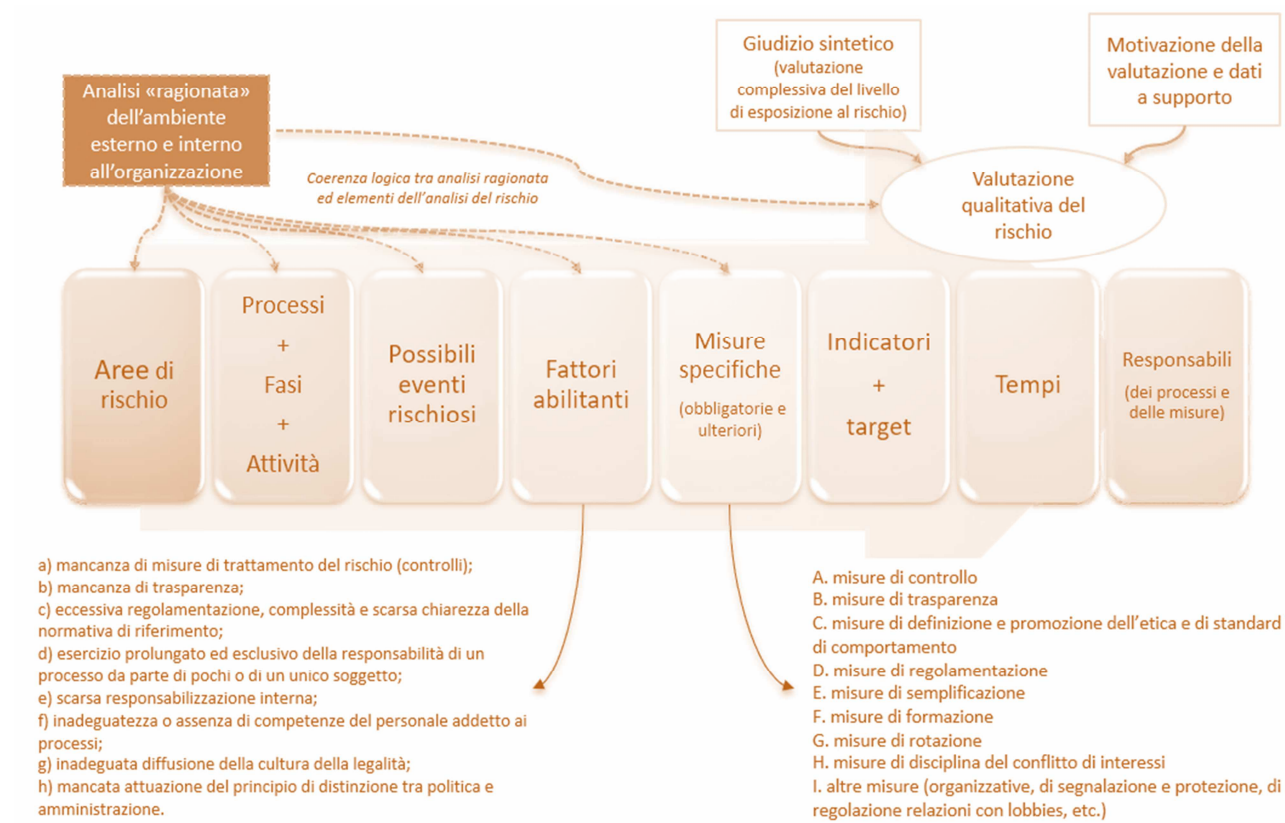 Giudizio sintetico
(valutazione
complessiva del livello
di esposizione al rischio)
Motivazione della
valutazione e dati
a supporto
Analisi «ragionata»
dell'ambiente
esterno e interno
all'organizzazione
Coerenza logica tra analisi ragionata
ed elementi dell'analisi del rischio
Valutazione
qualitativa del
rischio
Aree di
rischio
Processi
+
Fasi
+
Attività
Possibili
eventi
rischiosi
Fattori
abilitanti
Misure
specifiche
(obbligatorie e
ulteriori)
Indicatori
+
target
Tempi
Responsabili
(dei processi e
delle misure)
a) mancanza di misure di trattamento del rischio (controlli);
b) mancanza di trasparenza;
c) eccessiva regolamentazione, complessità e scarsa chiarezza della
normativa di riferimento;
d) esercizio prolungato ed esclusivo della responsabilità di un
processo da parte di pochi o di un unico soggetto;
e) scarsa responsabilizzazione interna;
f) inadeguatezza o assenza di competenze del personale addetto ai
processi;
g) inadeguata diffusione della cultura della legalità;
h) mancata attuazione del principio di distinzione tra politica e
amministrazione.
A. misure di controllo
B. misure di trasparenza
C. misure di definizione e promozione dell'etica e di standard
di comportamento
D. misure di regolamentazione
E. misure di semplificazione
F. misure di formazione
G. misure di rotazione
H. misure di disciplina del conflitto di interessi
I. altre misure (organizzative, di segnalazione e protezione, di
regolazione relazioni con lobbies, etc.)